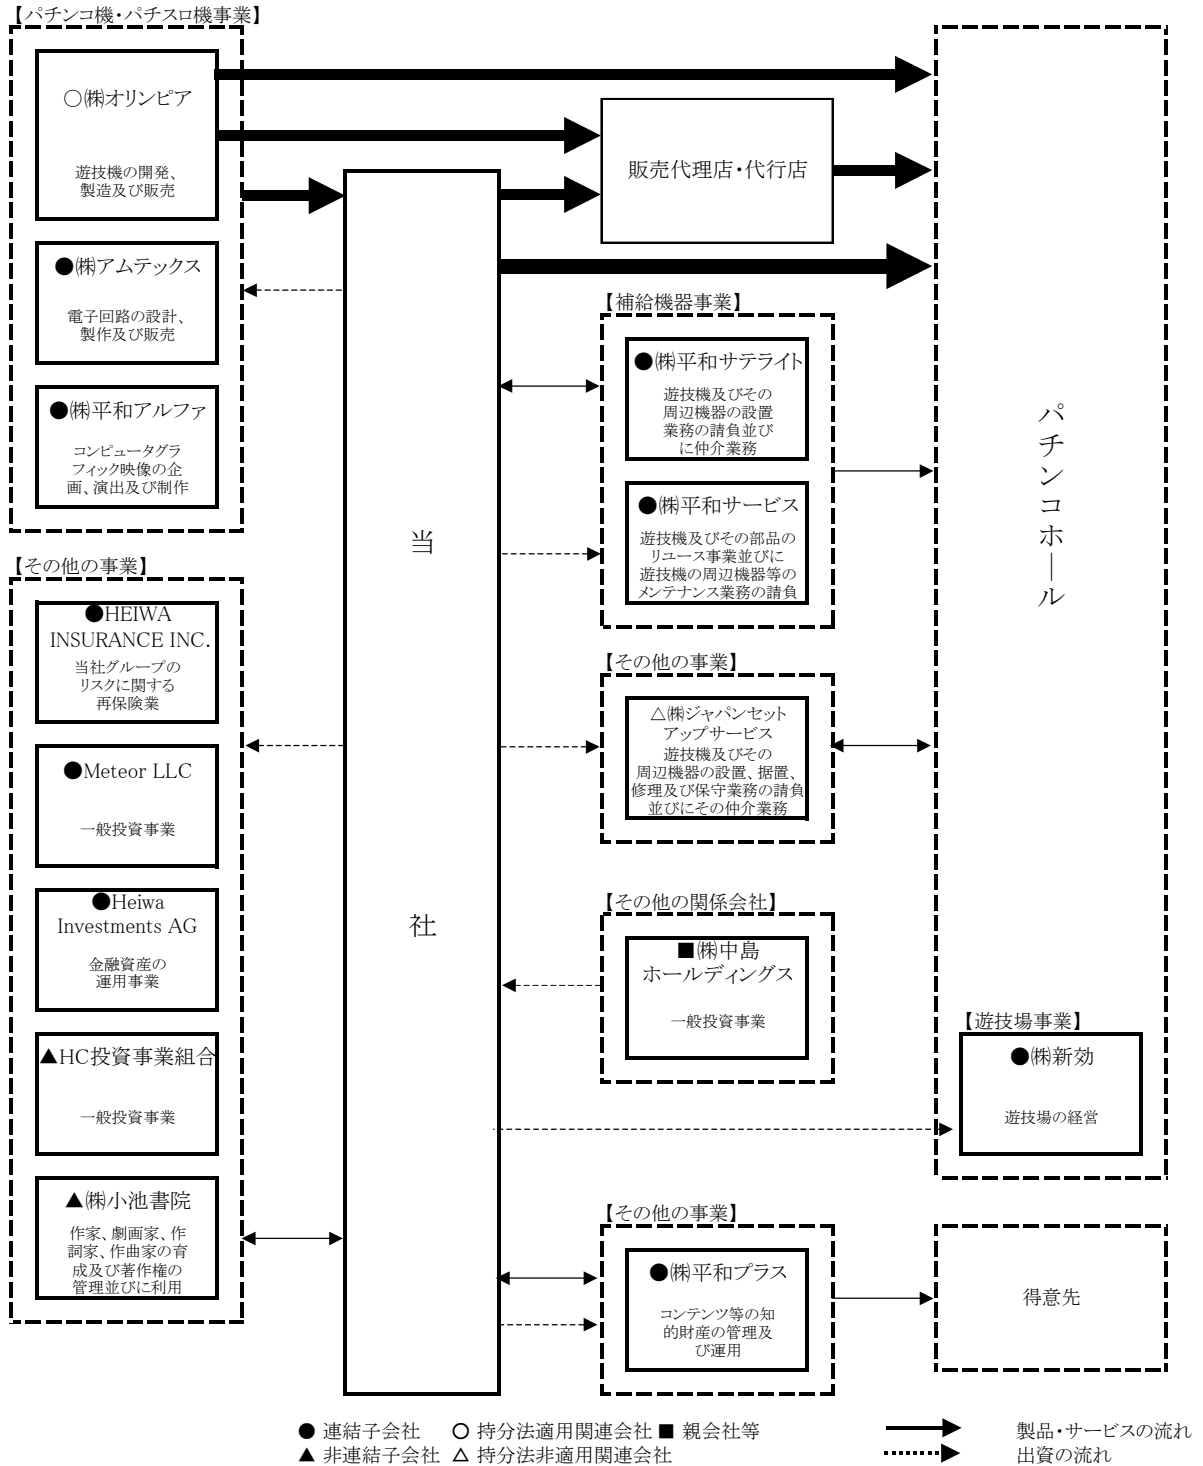 【パチンコ機・パチスロ機事業】
○㈱オリンピア
遊技機の開発、
製造及び販売
●㈱アムテックス
電子回路の設計、
製作及び販売
●㈱平和アルファ
コンピュータグラ
フィック映像の企
画、演出及び制作
【その他の事業】
●HEIWA
INSURANCE INC.
当社グループの
リスクに関する
再保険業
●Meteor LLC
一般投資事業
●Heiwa
Investments AG
金融資産の
運用事業
▲HC投資事業組合
一般投資事業
▲㈱小池書院
作家、劇画家、作
詞家、作曲家の育
成及び著作権の
管理並びに利用
当
社
販売代理店・代行店
【補給機器事業】
●㈱平和サテライト
遊技機及びその
周辺機器の設置
業務の請負並び
に仲介業務
●㈱平和サービス
遊技機及びその部品の
リユース事業並びに
遊技機の周辺機器等の
メンテナンス業務の請負
【その他の事業】
△㈱ジャパンセット
アップサービス
遊技機及びその
周辺機器の設置、据置、
修理及び保守業務の請負
並びにその仲介業務
【その他の関係会社】
■㈱中島
ホールディングス
一般投資事業
【その他の事業】
●㈱平和プラス
コンテンツ等の知
的財産の管理及
び運用
パチンコホール
【遊技場事業】
●㈱新効
遊技場の経営
得意先
● 連結子会社 ○ 持分法適用関連会社 ■ 親会社等
▲ 非連結子会社 △ 持分法非適用関連会社
製品・サービスの流れ
出資の流れ